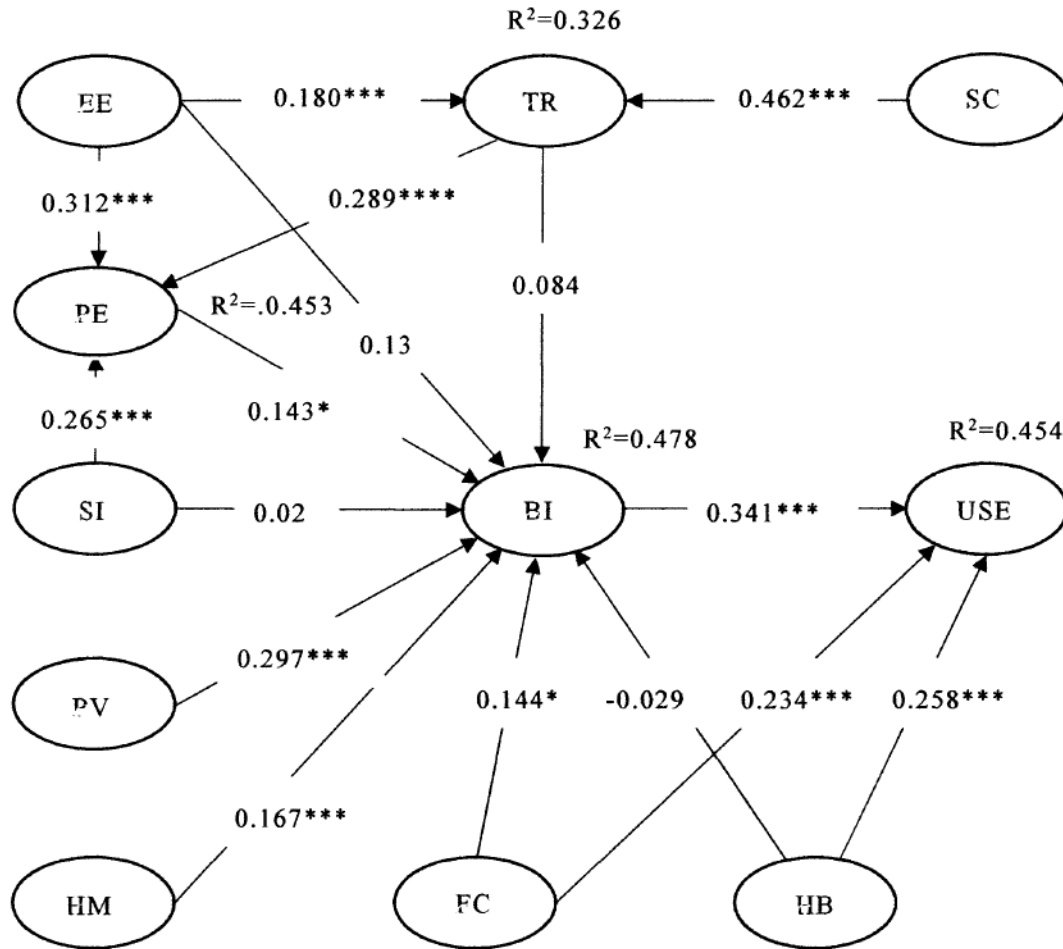 R²=0.326
EE 0.180*** TR 0.462*** SC
0.312*** 0.289****
0.084
PE R²=.0.453
0.13
0.265*** 0.143*
R²=0.478 R²=0.454
SI 0.02 BI 0.341*** USE
0.297***
PV 0.144* -0.029 0.234*** 0.258***
0.167***
HM FC HB